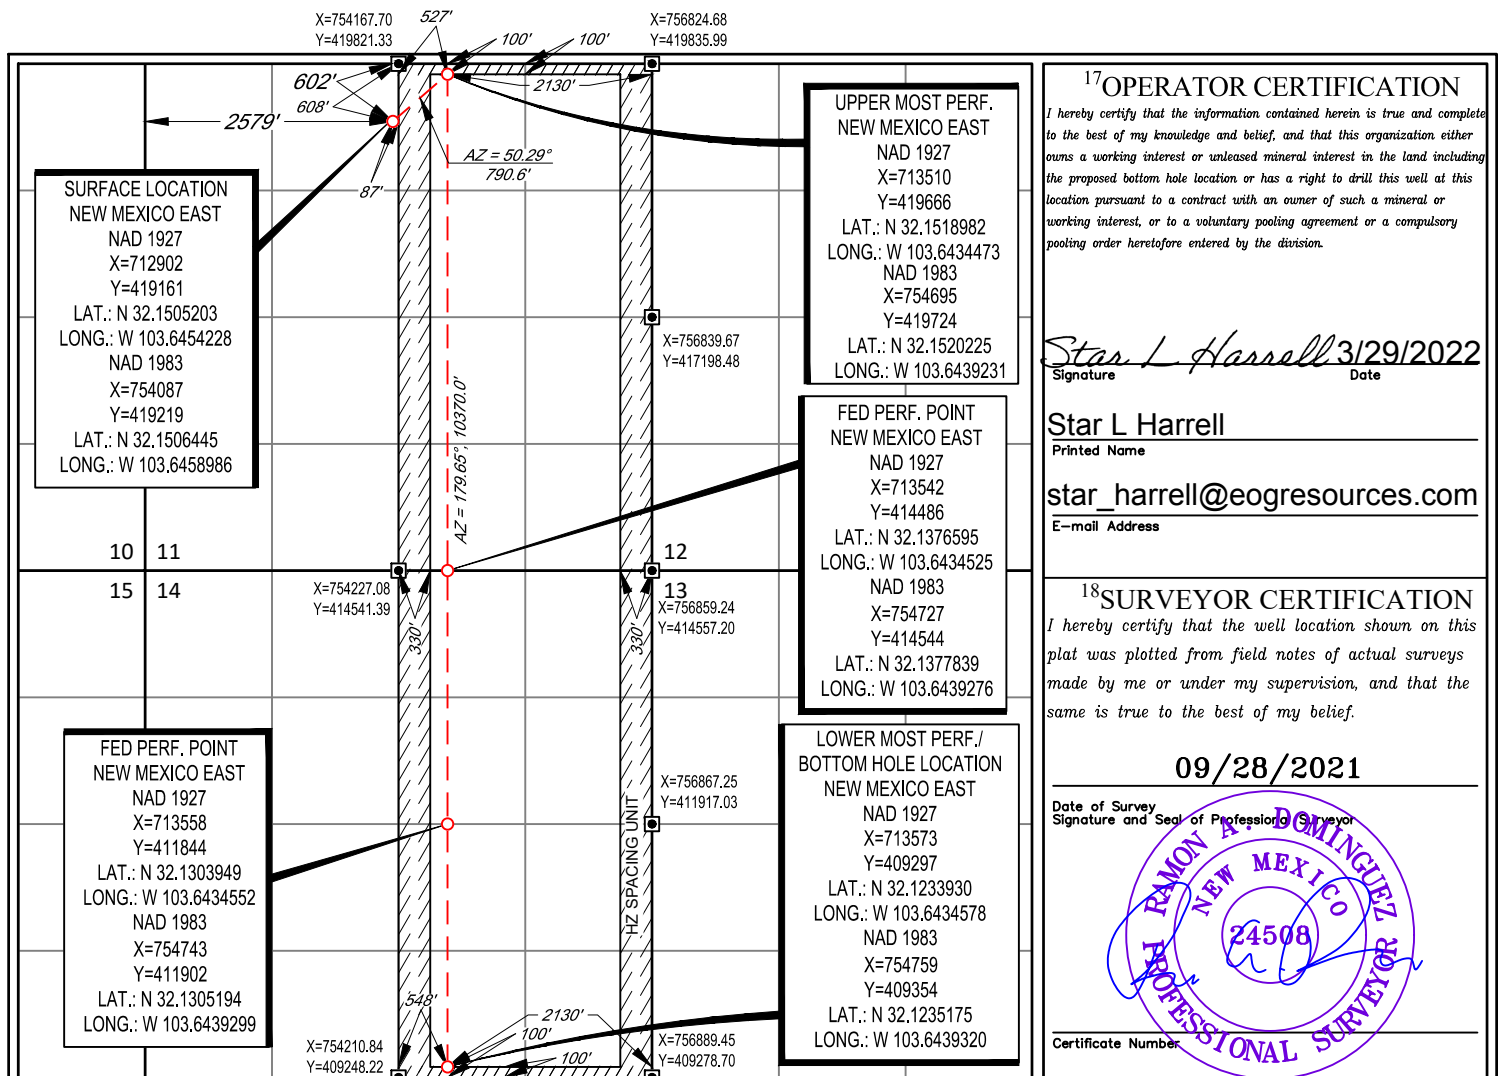 X=754167.70
Y=419821.33
527'
100'
100'
X=756824.68
Y=419835.99
602'
608'
2579'
2130'
87'
AZ = 50.29°
790.6'
SURFACE LOCATION
NEW MEXICO EAST
NAD 1927
X=712902
Y=419161
LAT.: N 32.1505203
LONG.: W 103.6454228
NAD 1983
X=754087
Y=419219
LAT.: N 32.1506445
LONG.: W 103.6458986
UPPER MOST PERF.
NEW MEXICO EAST
NAD 1927
X=713510
Y=419666
LAT.: N 32.1518982
LONG.: W 103.6434473
NAD 1983
X=754695
Y=419724
LAT.: N 32.1520225
LONG.: W 103.6439231
X=756839.67
Y=417198.48
AZ = 179.65°, 10370.0'
FED PERF. POINT
NEW MEXICO EAST
NAD 1927
X=713542
Y=414486
LAT.: N 32.1376595
LONG.: W 103.6434525
NAD 1983
X=754727
Y=414544
LAT.: N 32.1377839
LONG.: W 103.6439276
10 11
12
15 14
13
X=754227.08
Y=414541.39
330'
330'
X=756859.24
Y=414557.20
FED PERF. POINT
NEW MEXICO EAST
NAD 1927
X=713558
Y=411844
LAT.: N 32.1303949
LONG.: W 103.6434552
NAD 1983
X=754743
Y=411902
LAT.: N 32.1305194
LONG.: W 103.6439299
X=756867.25
Y=411917.03
HZ SPACING UNIT
LOWER MOST PERF./
BOTTOM HOLE LOCATION
NEW MEXICO EAST
NAD 1927
X=713573
Y=409297
LAT.: N 32.1233930
LONG.: W 103.6434578
NAD 1983
X=754759
Y=409354
LAT.: N 32.1235175
LONG.: W 103.6439320
548'
2130'
100'
100'
X=754210.84
Y=409248.22
X=756889.45
Y=409278.70
17 OPERATOR CERTIFICATION
I hereby certify that the information contained herein is true and complete
to the best of my knowledge and belief, and that this organization either
owns a working interest or unleased mineral interest in the land including
the proposed bottom hole location or has a right to drill this well at this
location pursuant to a contract with an owner of such a mineral or
working interest, or to a voluntary pooling agreement or a compulsory
pooling order heretofore entered by the division.
Star L Harrell 3/29/2022
Signature Date
Star L Harrell
Printed Name
star_harrell@eogresources.com
E-mail Address
18 SURVEYOR CERTIFICATION
I hereby certify that the well location shown on this
plat was plotted from field notes of actual surveys
made by me or under my supervision, and that the
same is true to the best of my belief.
09/28/2021
Date of Survey
Signature and Seal of Professional Surveyor
RAMON A. DOMINGUEZ
NEW MEXICO
24508
PROFESSIONAL SURVEYOR
Certificate Number